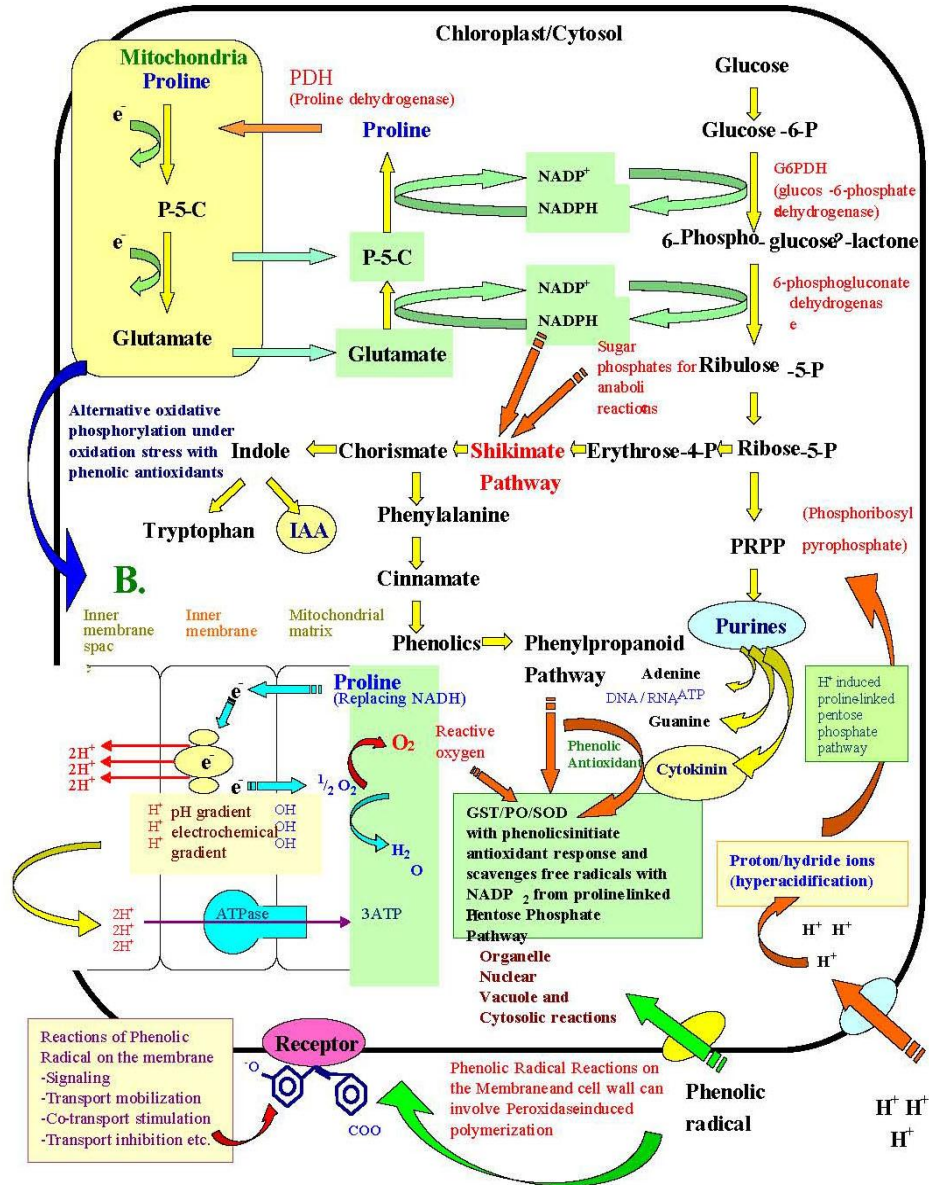 Chloroplast/Cytosol
Mitochondria
Proline
e⁻
P-5-C
e⁻
Glutamate
PDH
(Proline dehydrogenase)
Proline
P-5-C
Glutamate
NADP⁺
NADPH
NADP⁺
NADPH
Glucose
Glucose -6-P
G6PDH
(glucos -6-phosphate
dehydrogenase)
6-Phospho- glucose -lactone
6-phosphogluconate
dehydrogenas
e
Sugar
phosphates for
anaboli
reactions
Ribulose -5-P
Alternative oxidative
phosphorylation under
oxidation stress with
phenolic antioxidants
Indole
Chorismate
Shikimate
Pathway
Erythrose-4-P
Ribose-5-P
Tryptophan
IAA
Phenylalanine
Cinnamate
Phenolics
Phenylpropanoid
Pathway
PRPP
(Phosphoribosyl
pyrophosphate)
Purines
Adenine
DNA/RNA, ATP
Guanine
Cytokinin
H⁺ induced
proline-linked
pentose
phosphate
pathway
B.
Inner
membrane
spac
e
Inner
membrane
Mitochondrial
matrix
e⁻
Proline
(Replacing NADH)
2H⁺
2H⁺
2H⁺
e⁻
e⁻
½ O₂
O₂
H₂
O
H⁺ pH gradient OH
H⁺ electrochemical OH
H⁺ gradient OH
2H⁺
2H⁺
2H⁺
ATPase
3ATP
Reactive
oxygen
Phenolic
Antioxidant
GST/PO/SOD
with phenolicsinitiate
antioxidant response and
scavenges free radicals with
NADP ₂ from prolinelinked
H
Pentose Phosphate
Pathway
Organelle
Nuclear
Vacuole and
Cytosolic reactions
Proton/hydride ions
(hyperacidification)
H⁺ H⁺
H⁺
Reactions of Phenolic
Radical on the membrane
-Signaling
-Transport mobilization
-Co-transport stimulation
-Transport inhibition etc.
Receptor
⁻O
COO
Phenolic Radical Reactions on
the Membraneand cell wall can
involve Peroxidaseinduced
polymerization
Phenolic
radical
H⁺ H⁺
H⁺